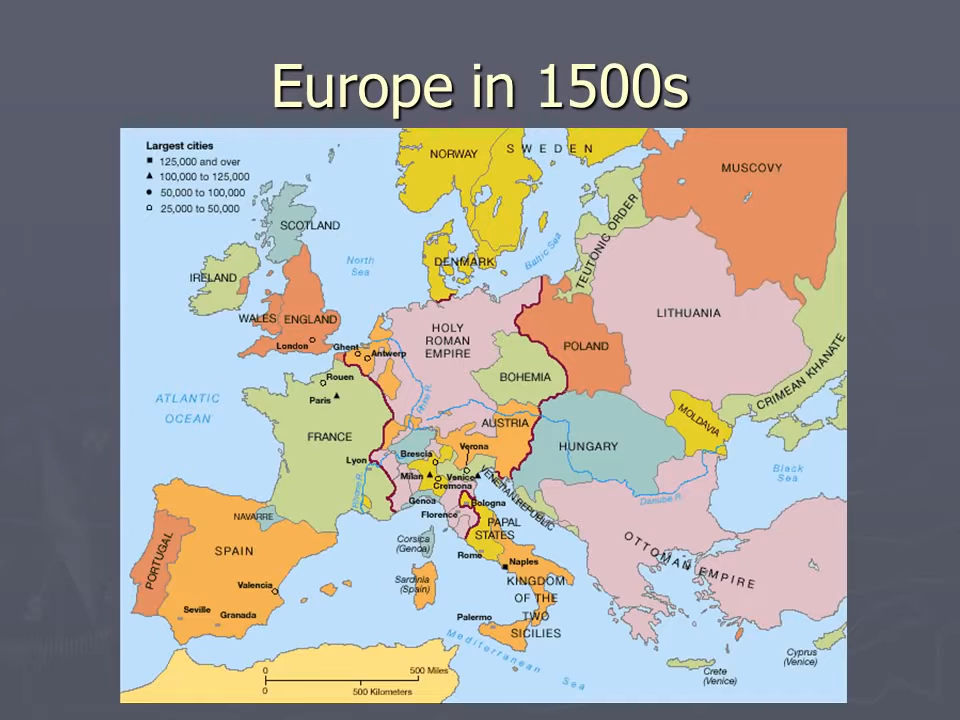 Europe in 1500s
Largest cities
125,000 and over
100,000 to 125,000
50,000 to 100,000
25,000 to 50,000
NORWAY
SWEDEN
MUSCOVY
SCOTLAND
North
Sea
Baltic Sea
TEUTONIC ORDER
DENMARK
IRELAND
WALES
ENGLAND
London
HOLY
ROMAN
EMPIRE
LITHUANIA
POLAND
Ghent
Antwerp
Rouen
Paris
Rhine R.
BOHEMIA
CRIMEAN KHANATE
ATLANTIC
OCEAN
FRANCE
AUSTRIA
MOLDAVIA
HUNGARY
Lyon
Brescia
Verona
Milan
Venice
Cremona
Rhone R.
Genoa
Bologna
Florence
VENETIAN REPUBLIC
Danube R.
Black
Sea
NAVARRE
PORTUGAL
SPAIN
Corsica
(Genoa)
PAPAL
STATES
Rome
OTTOMAN EMPIRE
Sardinia
(Spain)
Naples
KINGDOM
OF THE
TWO
SICILIES
Valencia
Seville
Granada
Palermo
Mediterranean Sea
Cyprus
(Venice)
Crete
(Venice)
0
500 Miles
0
500 Kilometers